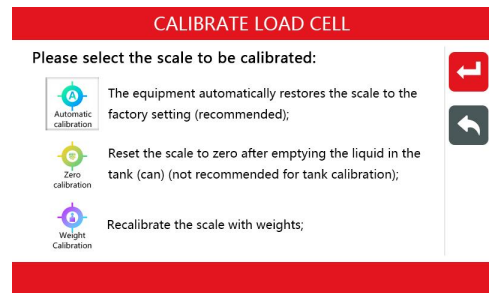 CALIBRATE LOAD CELL
Please select the scale to be calibrated:
A
Automatic
calibration
The equipment automatically restores the scale to the
factory setting (recommended);
Zero
calibration
Reset the scale to zero after emptying the liquid in the
tank (can) (not recommended for tank calibration);
Weight
Calibration
Recalibrate the scale with weights;